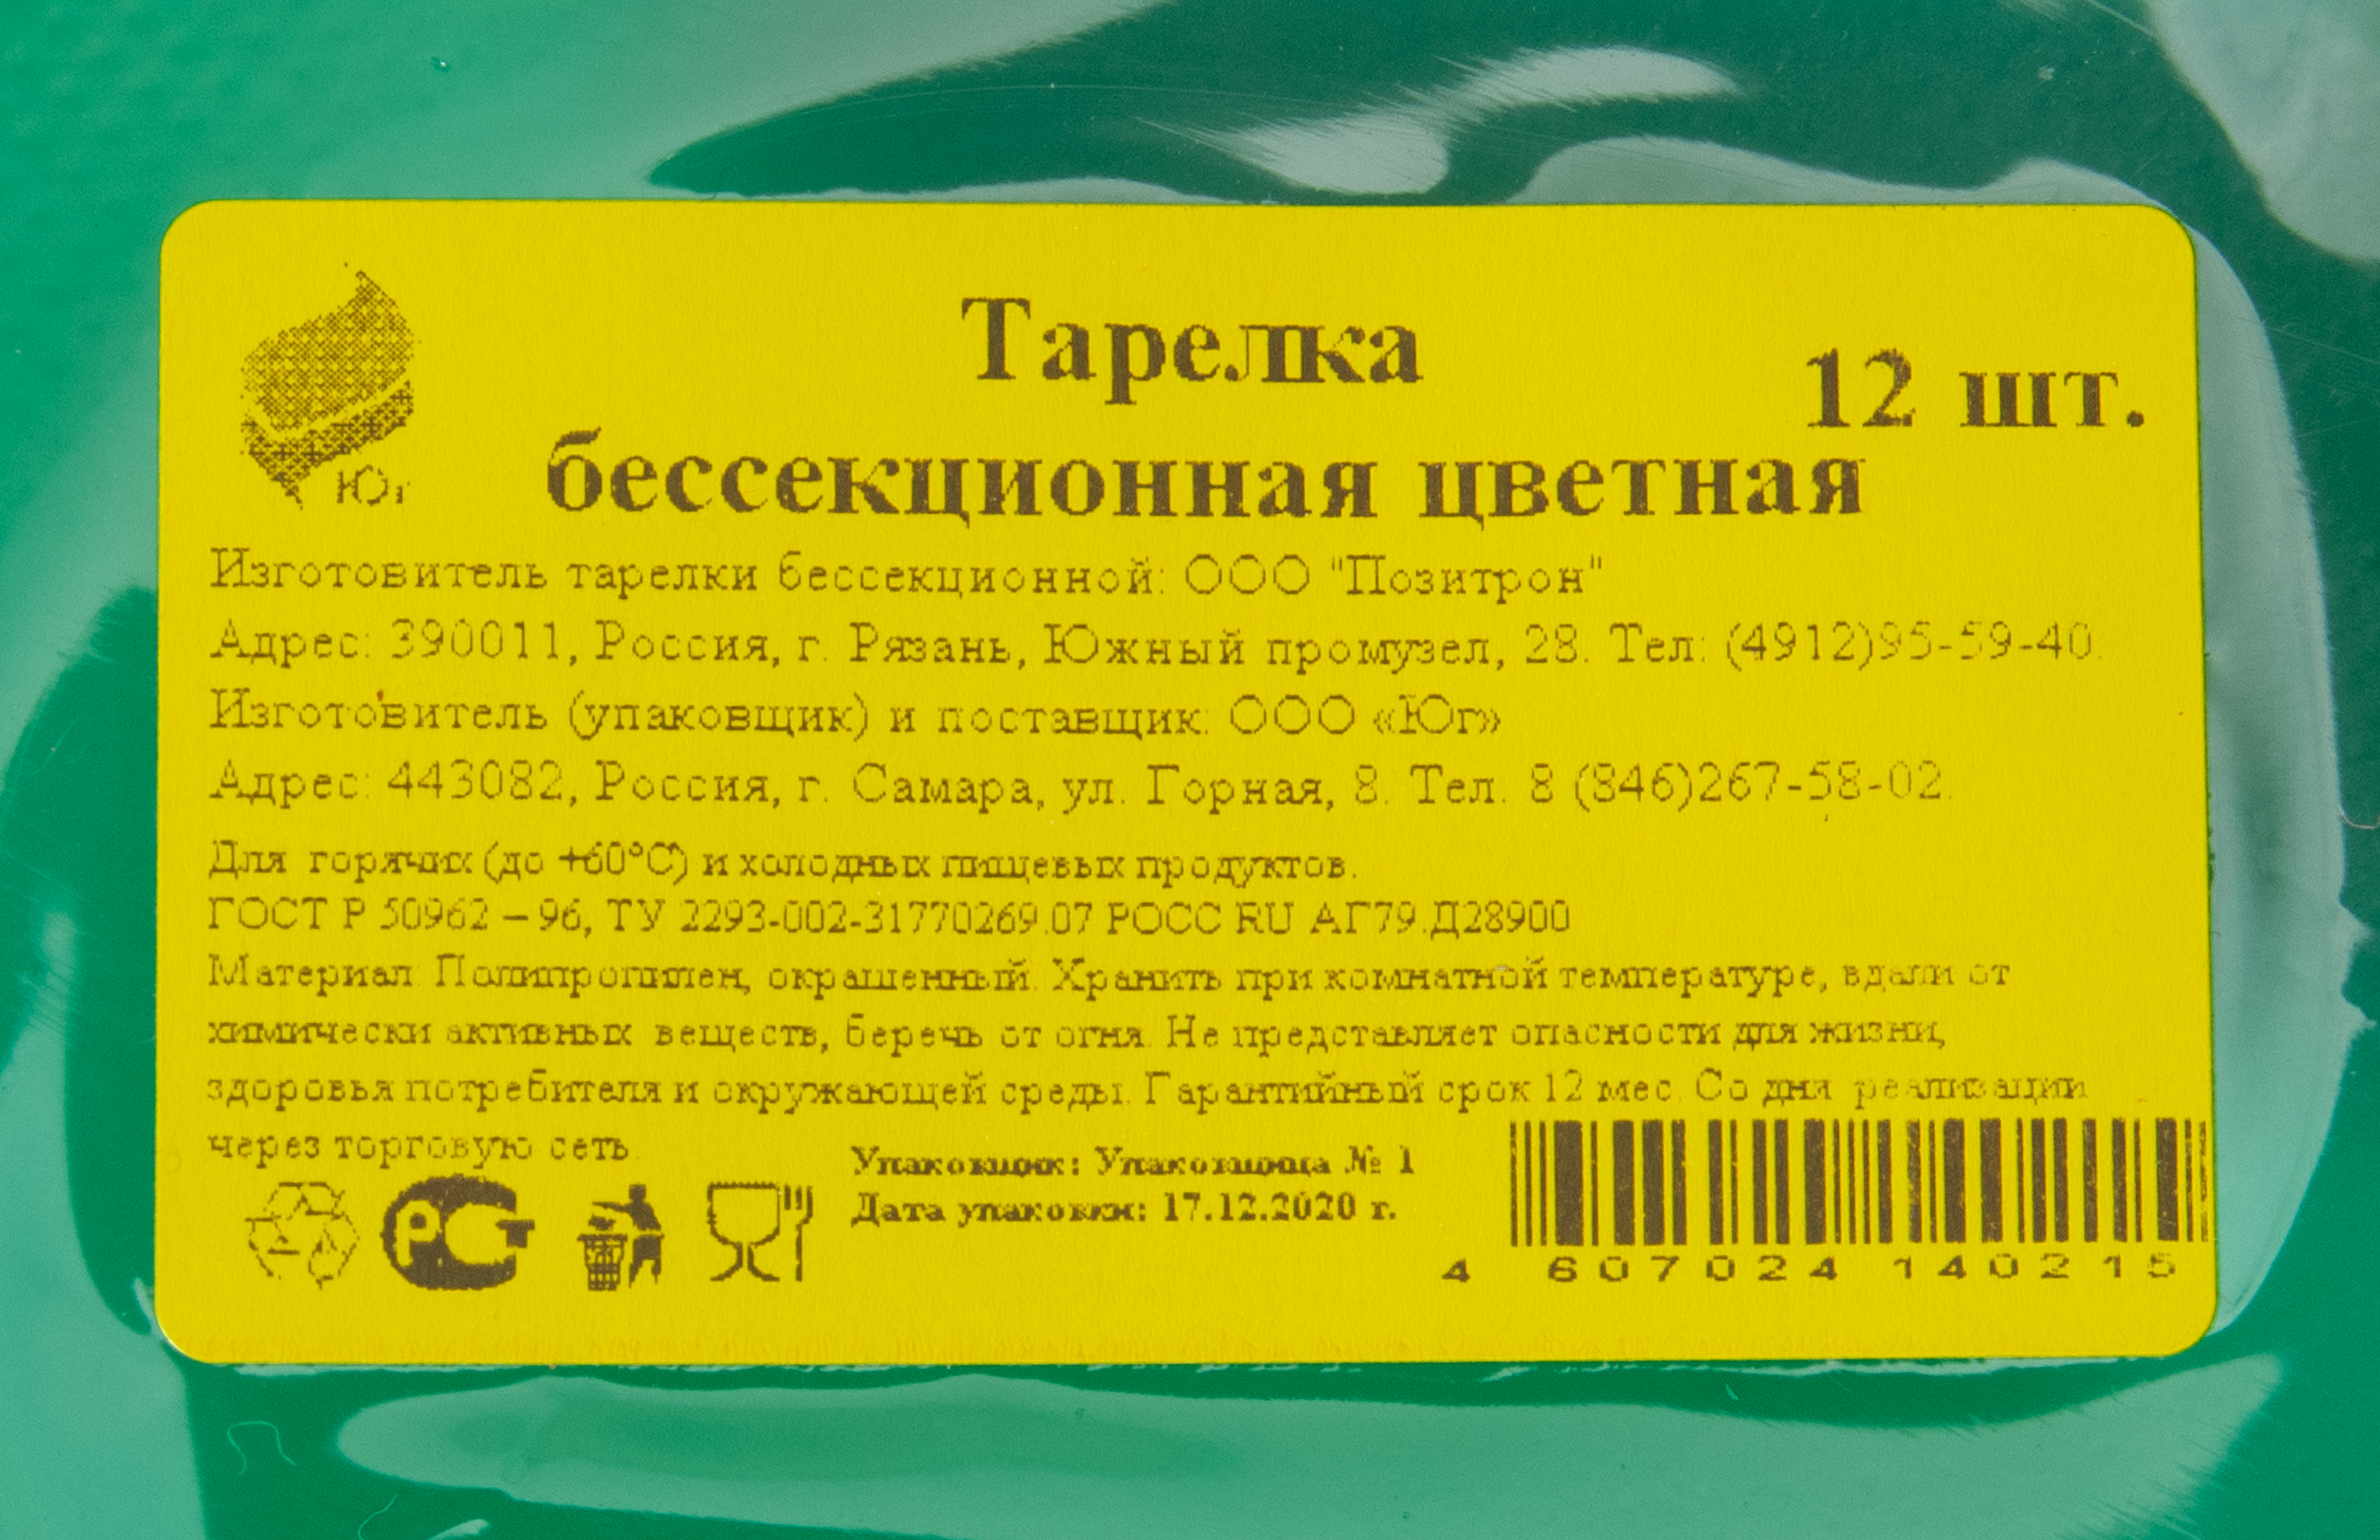 Юг
Тарелка
12 шт.
бессекционная цветная
Изготовитель тарелки бессекционной: ООО "Позитрон"
Адрес: 390011, Россия, г. Рязань, Южный промузел, 28. Тел: (4912)95-59-40.
Изготовитель (упаковщик) и поставщик: ООО «Юг»
Адрес: 443082, Россия, г. Самара, ул. Горная, 8. Тел. 8 (846)267-58-02.
Для горячих (до +60°С) и холодных пищевых продуктов.
ГОСТ Р 50962 – 96, ТУ 2293-002-31770269.07 РОСС RU АГ79.Д28900
Материал: Полипропилен, окрашенный. Хранить при комнатной температуре, вдали от
химически активных веществ, беречь от огня. Не представляет опасности для жизни,
здоровья потребителя и окружающей среды. Гарантийный срок 12 мес. Со дня реализации
через торговую сеть.
Упаковщик: Упаковщица № 1
Дата упаковки: 17.12.2020 г.
РСТ
4 607024 140215